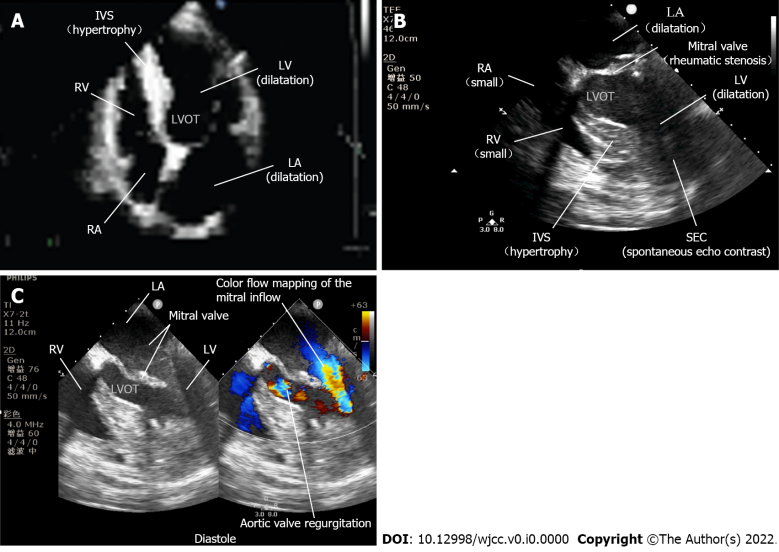 A
IVS
(hypertrophy)
LV
(dilatation)
RV
LVOT
LA
(dilatation)
RA
B
TEE
X7
46
12.0cm
2D
Gen
增益 50
C 48
4/4/0
50 mm/s
LA
(dilatation)
Mitral valve
(rheumatic stenosis)
RA
(small)
LV
(dilatation)
LVOT
RV
(small)
G
P R
3.0 8.0
IVS
(hypertrophy)
SEC
(spontaneous echo contrast)
C
PHILIPS
TI
X7-2t
11 Hz
12.0cm
2D
Gen
增益 76
C 48
4/4/0
50 mm/s
彩色
4.0 MHz
增益 60
4/4/0
滤波 中
LA
Mitral valve
RV
LV
LVOT
P
Color flow mapping of the
mitral inflow
P
+63
c
m
/
s
3.0 8.0
Aortic valve regurgitation
Diastole
DOI: 10.12998/wjcc.v0.i0.0000 Copyright ©The Author(s) 2022.